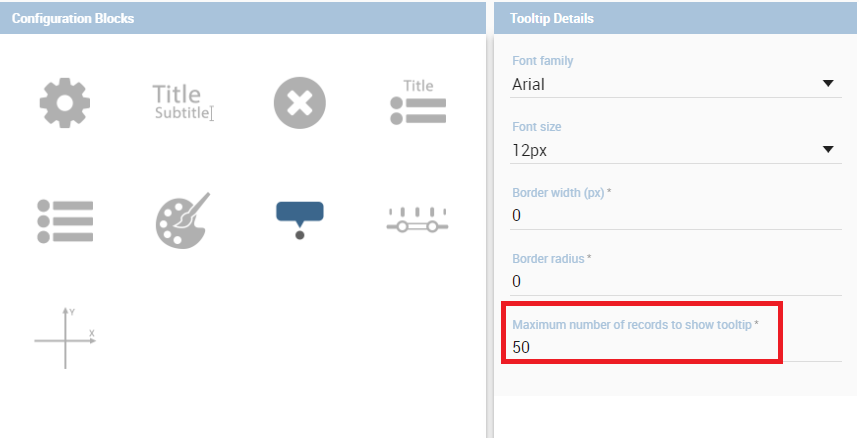 Configuration Blocks
Title
Subtitle
Title
Y
X
Tooltip Details
Font family
Arial
Font size
12px
Border width (px) *
0
Border radius *
0
Maximum number of records to show tooltip *
50